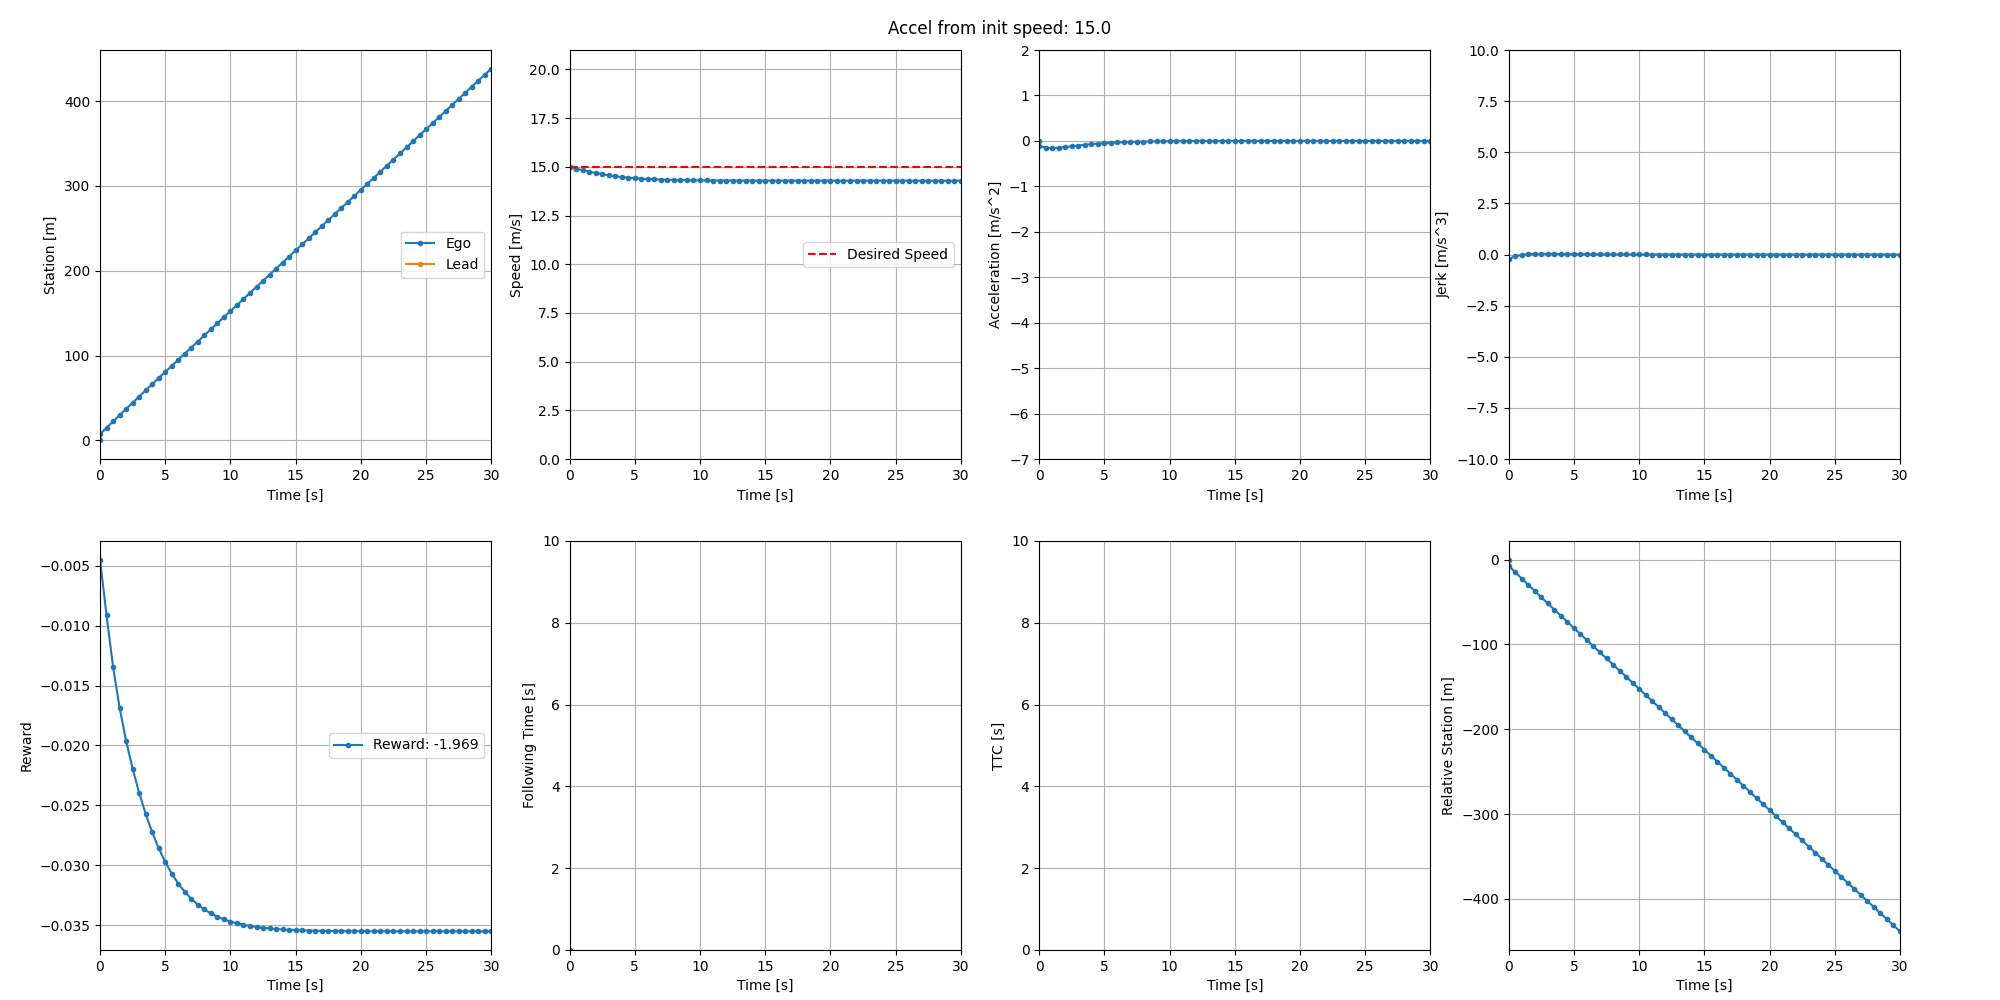 Accel from init speed: 15.0
Station [m]
400
300
200
100
0
0 5 10 15 20 25 30
Time [s]
Ego
Lead
Speed [m/s]
20.0
17.5
15.0
12.5
10.0
7.5
5.0
2.5
0.0
0 5 10 15 20 25 30
Time [s]
Desired Speed
Acceleration [m/s^2]
2
1
0
−1
−2
−3
−4
−5
−6
−7
0 5 10 15 20 25 30
Time [s]
Jerk [m/s^3]
10.0
7.5
5.0
2.5
0.0
−2.5
−5.0
−7.5
−10.0
0 5 10 15 20 25 30
Time [s]
Reward
−0.005
−0.010
−0.015
−0.020
−0.025
−0.030
−0.035
0 5 10 15 20 25 30
Time [s]
Reward: -1.969
Following Time [s]
10
8
6
4
2
0
0 5 10 15 20 25 30
Time [s]
TTC [s]
10
8
6
4
2
0
0 5 10 15 20 25 30
Time [s]
Relative Station [m]
0
−100
−200
−300
−400
0 5 10 15 20 25 30
Time [s]